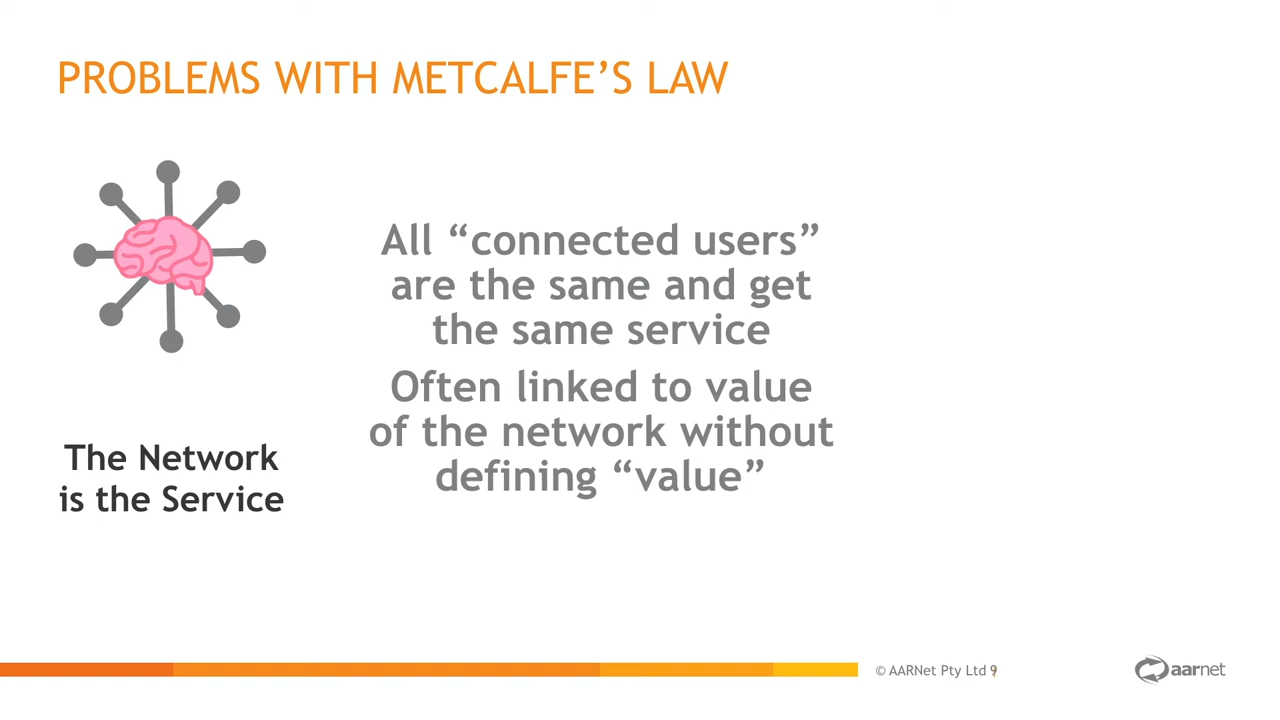 PROBLEMS WITH METCALFE’S LAW
All “connected users”
are the same and get
the same service
Often linked to value
of the network without
defining “value”
The Network
is the Service
© AARNet Pty Ltd 9
aarnet